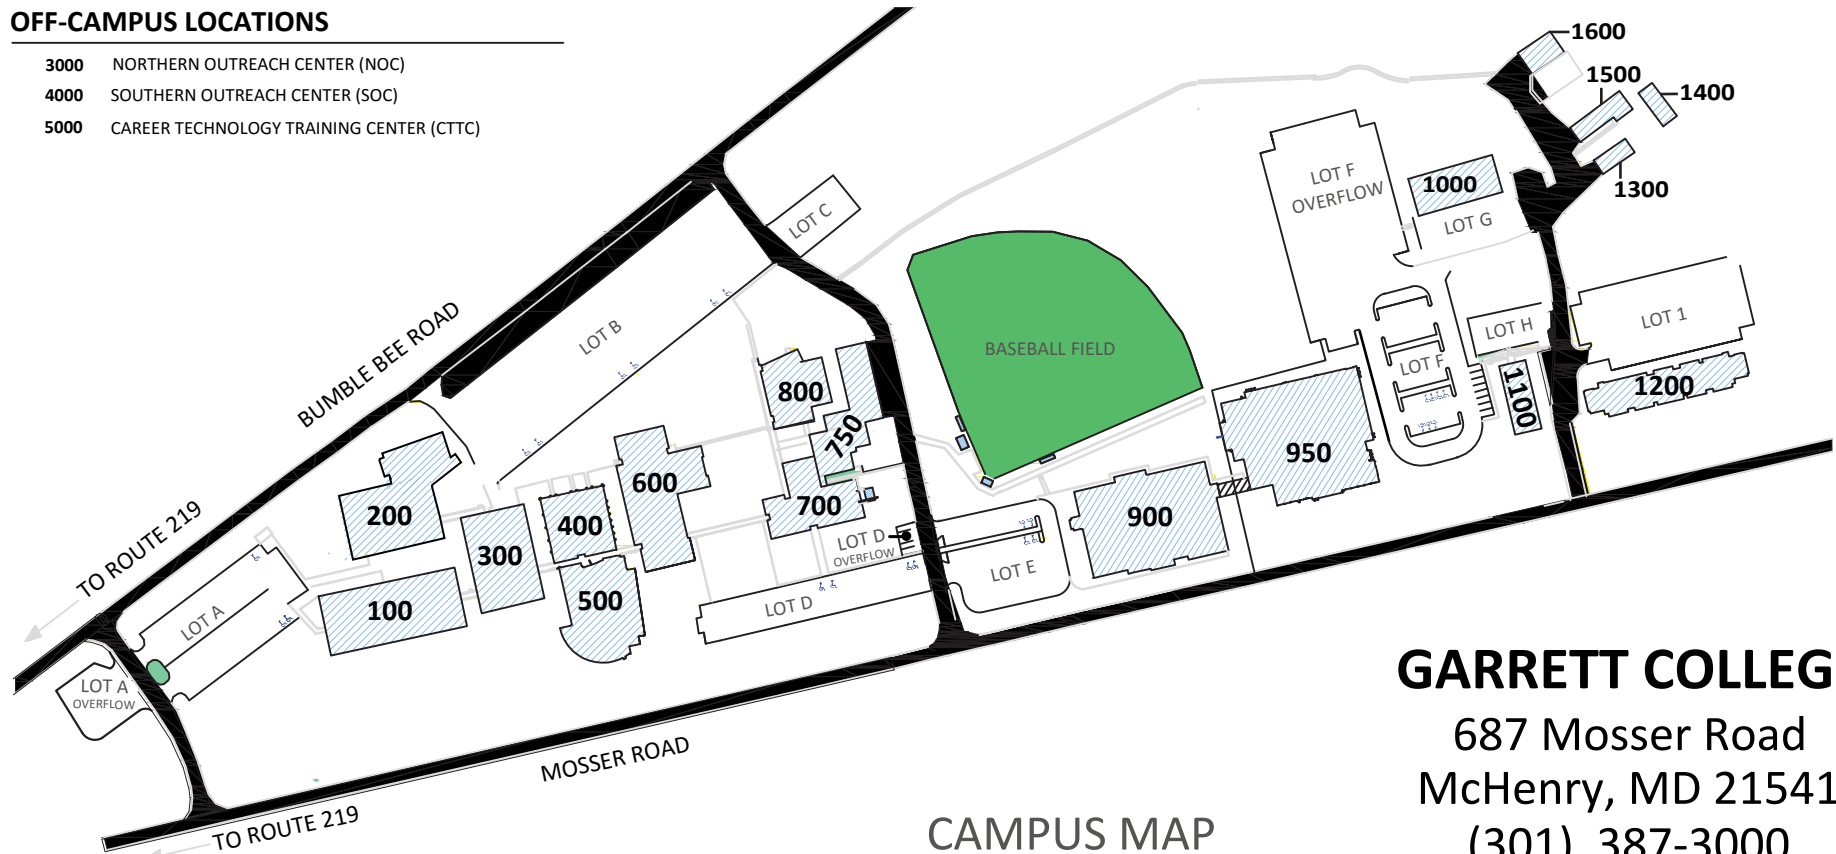 OFF-CAMPUS LOCATIONS
3000 NORTHERN OUTREACH CENTER (NOC)
4000 SOUTHERN OUTREACH CENTER (SOC)
5000 CAREER TECHNOLOGY TRAINING CENTER (CTTC)
1600
1500
1400
1300
1000
LOT G
LOT F
OVERFLOW
LOT C
LOT B
BUMBLE BEE ROAD
BASEBALL FIELD
LOT H
LOT 1
LOT F
1100
1200
800
750
950
600
700
200
400
300
900
LOT D
OVERFLOW
LOT E
TO ROUTE 219
100
500
LOT D
LOT A
LOT A
OVERFLOW
MOSSER ROAD
TO ROUTE 219
GARRETT COLLEG
687 Mosser Road
McHenry, MD 21541
(301) 387-3000
CAMPUS MAP